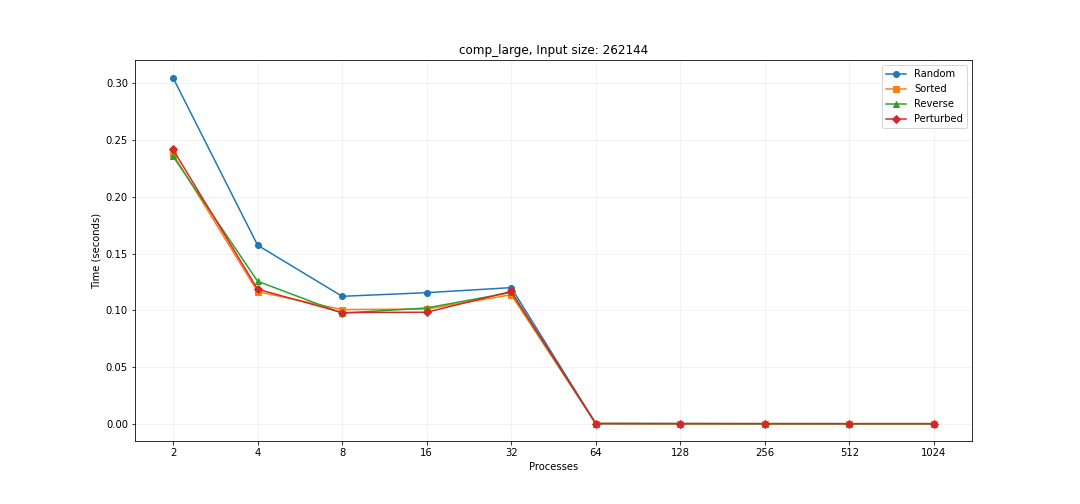 comp_large, Input size: 262144
Random
Sorted
Reverse
Perturbed
Time (seconds)
0.30
0.25
0.20
0.15
0.10
0.05
0.00
2 4 8 16 32 64 128 256 512 1024
Processes